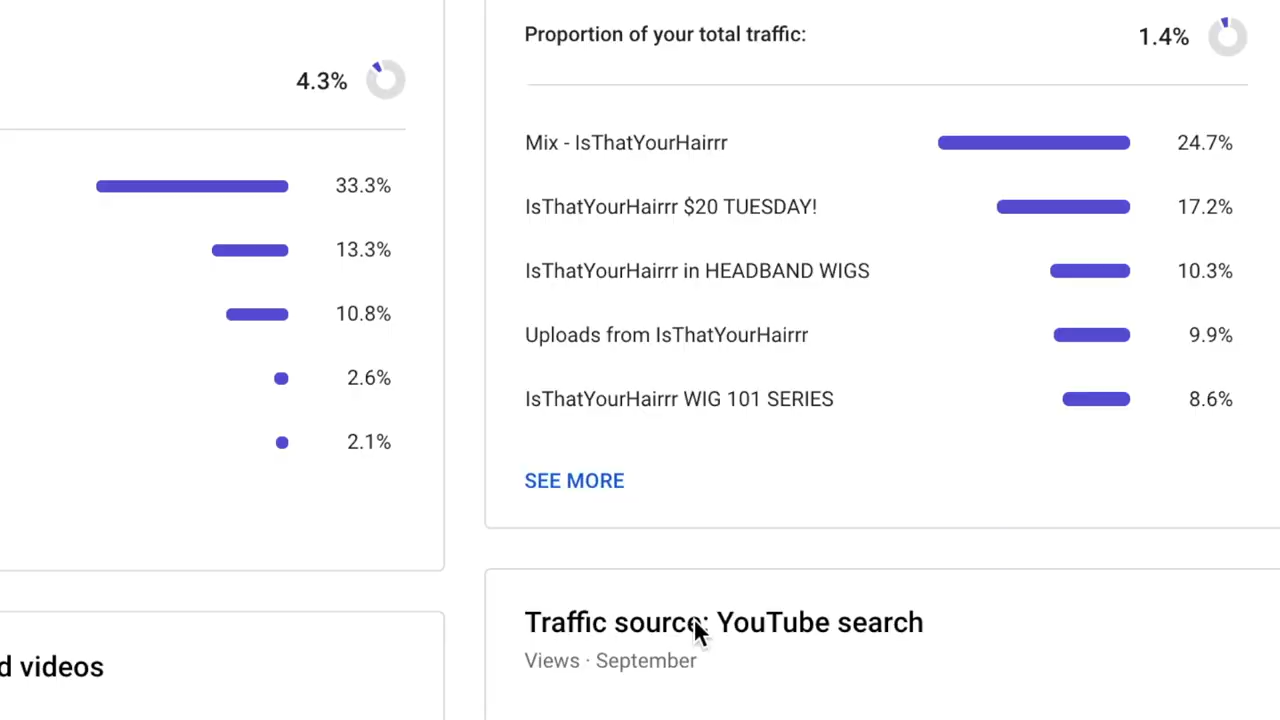 4.3%
33.3%
13.3%
10.8%
2.6%
2.1%
d videos
Proportion of your total traffic: 1.4%
Mix - IsThatYourHairrr 24.7%
IsThatYourHairrr $20 TUESDAY! 17.2%
IsThatYourHairrr in HEADBAND WIGS 10.3%
Uploads from IsThatYourHairrr 9.9%
IsThatYourHairrr WIG 101 SERIES 8.6%
SEE MORE
Traffic source: YouTube search
Views · September